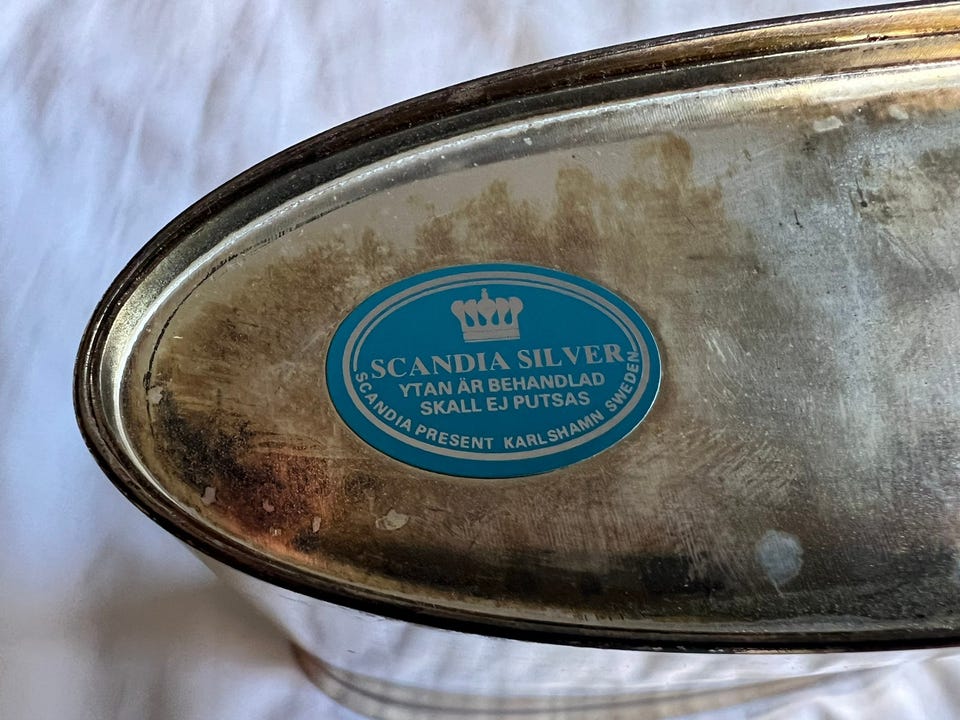 SCANDIA SILVER
YTAN ÄR BEHANDLAD
SKALL EJ PUTSAS
SCANDIA PRESENT KARLSHAMN SWEDEN